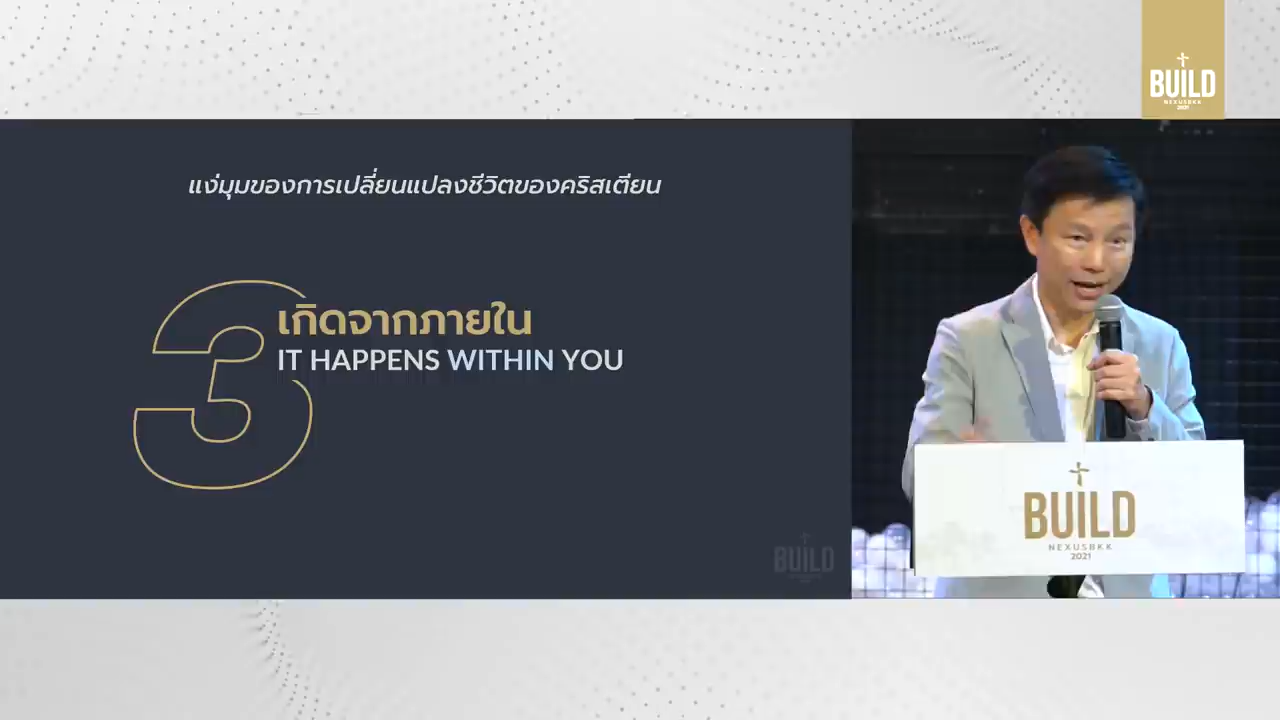 BUILD
NEXUSBKK
2021
แง่มุมของการเปลี่ยนแปลงชีวิตของคริสเตียน
3
เกิดจากภายใน
IT HAPPENS WITHIN YOU
BUILD
BUILD
NEXUSBKK
2021